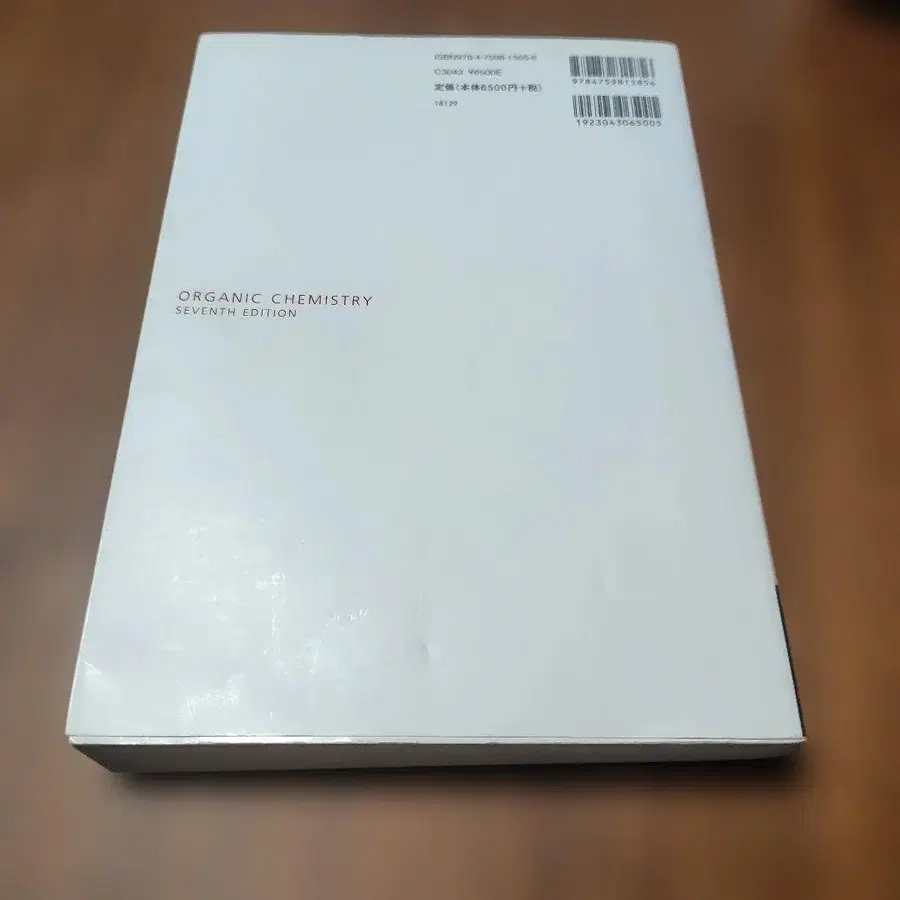 ISBN978-4-7598-1585-6
C3043 ¥6500E
定価(本体6500円+税)
18129
9784759815856
1923043065005
ORGANIC CHEMISTRY
SEVENTH EDITION